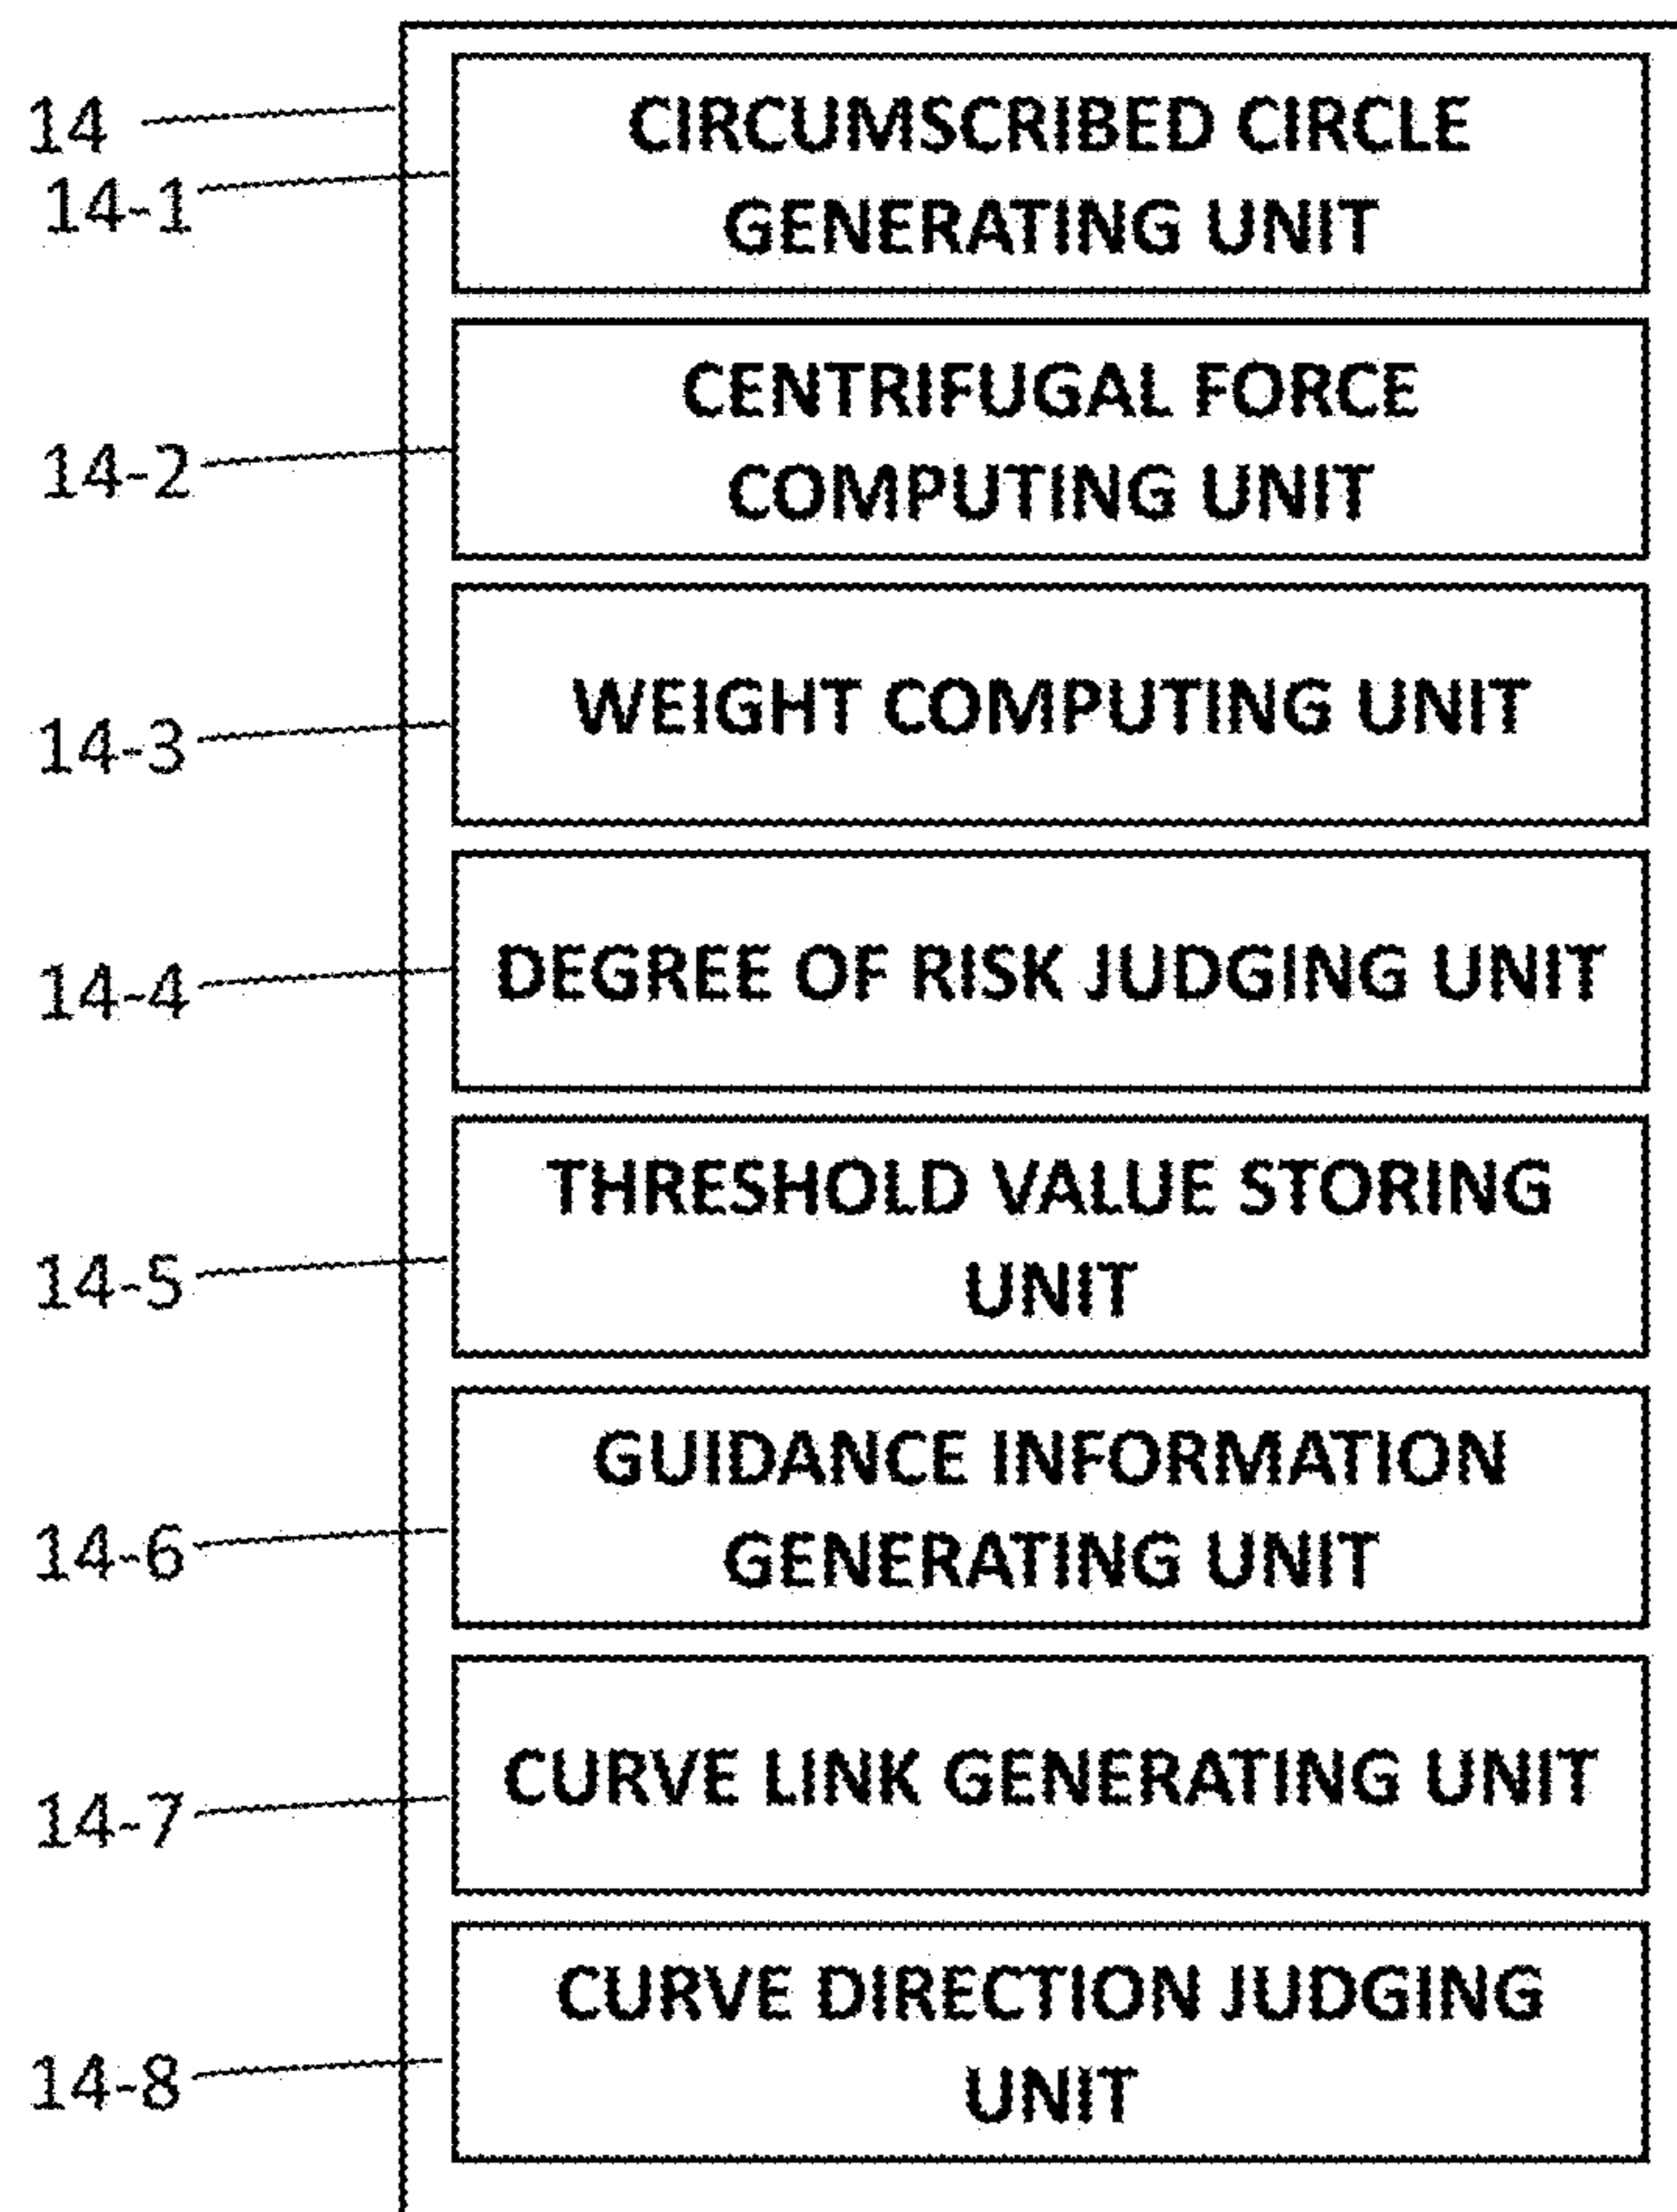 14
14-1
CIRCUMSCRIBED CIRCLE
GENERATING UNIT
14-2
CENTRIFUGAL FORCE
COMPUTING UNIT
14-3
WEIGHT COMPUTING UNIT
14-4
DEGREE OF RISK JUDGING UNIT
14-5
THRESHOLD VALUE STORING
UNIT
14-6
GUIDANCE INFORMATION
GENERATING UNIT
14-7
CURVE LINK GENERATING UNIT
14-8
CURVE DIRECTION JUDGING
UNIT